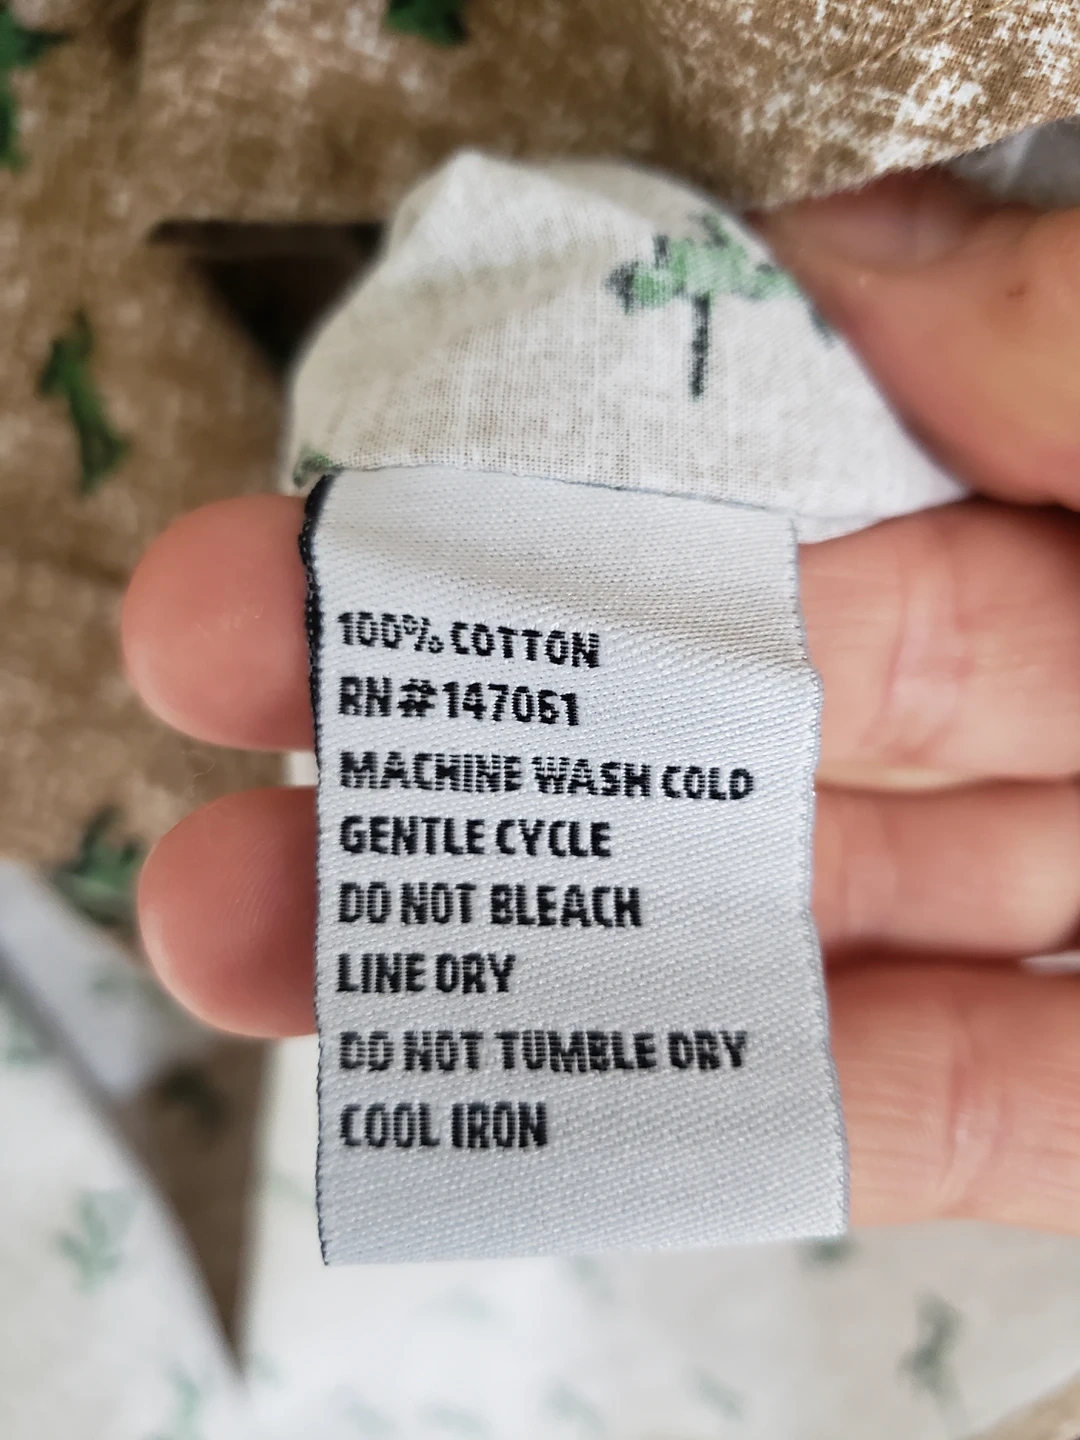 100% COTTON
RN#147061
MACHINE WASH COLD
GENTLE CYCLE
DO NOT BLEACH
LINE DRY
DO NOT TUMBLE DRY
COOL IRON